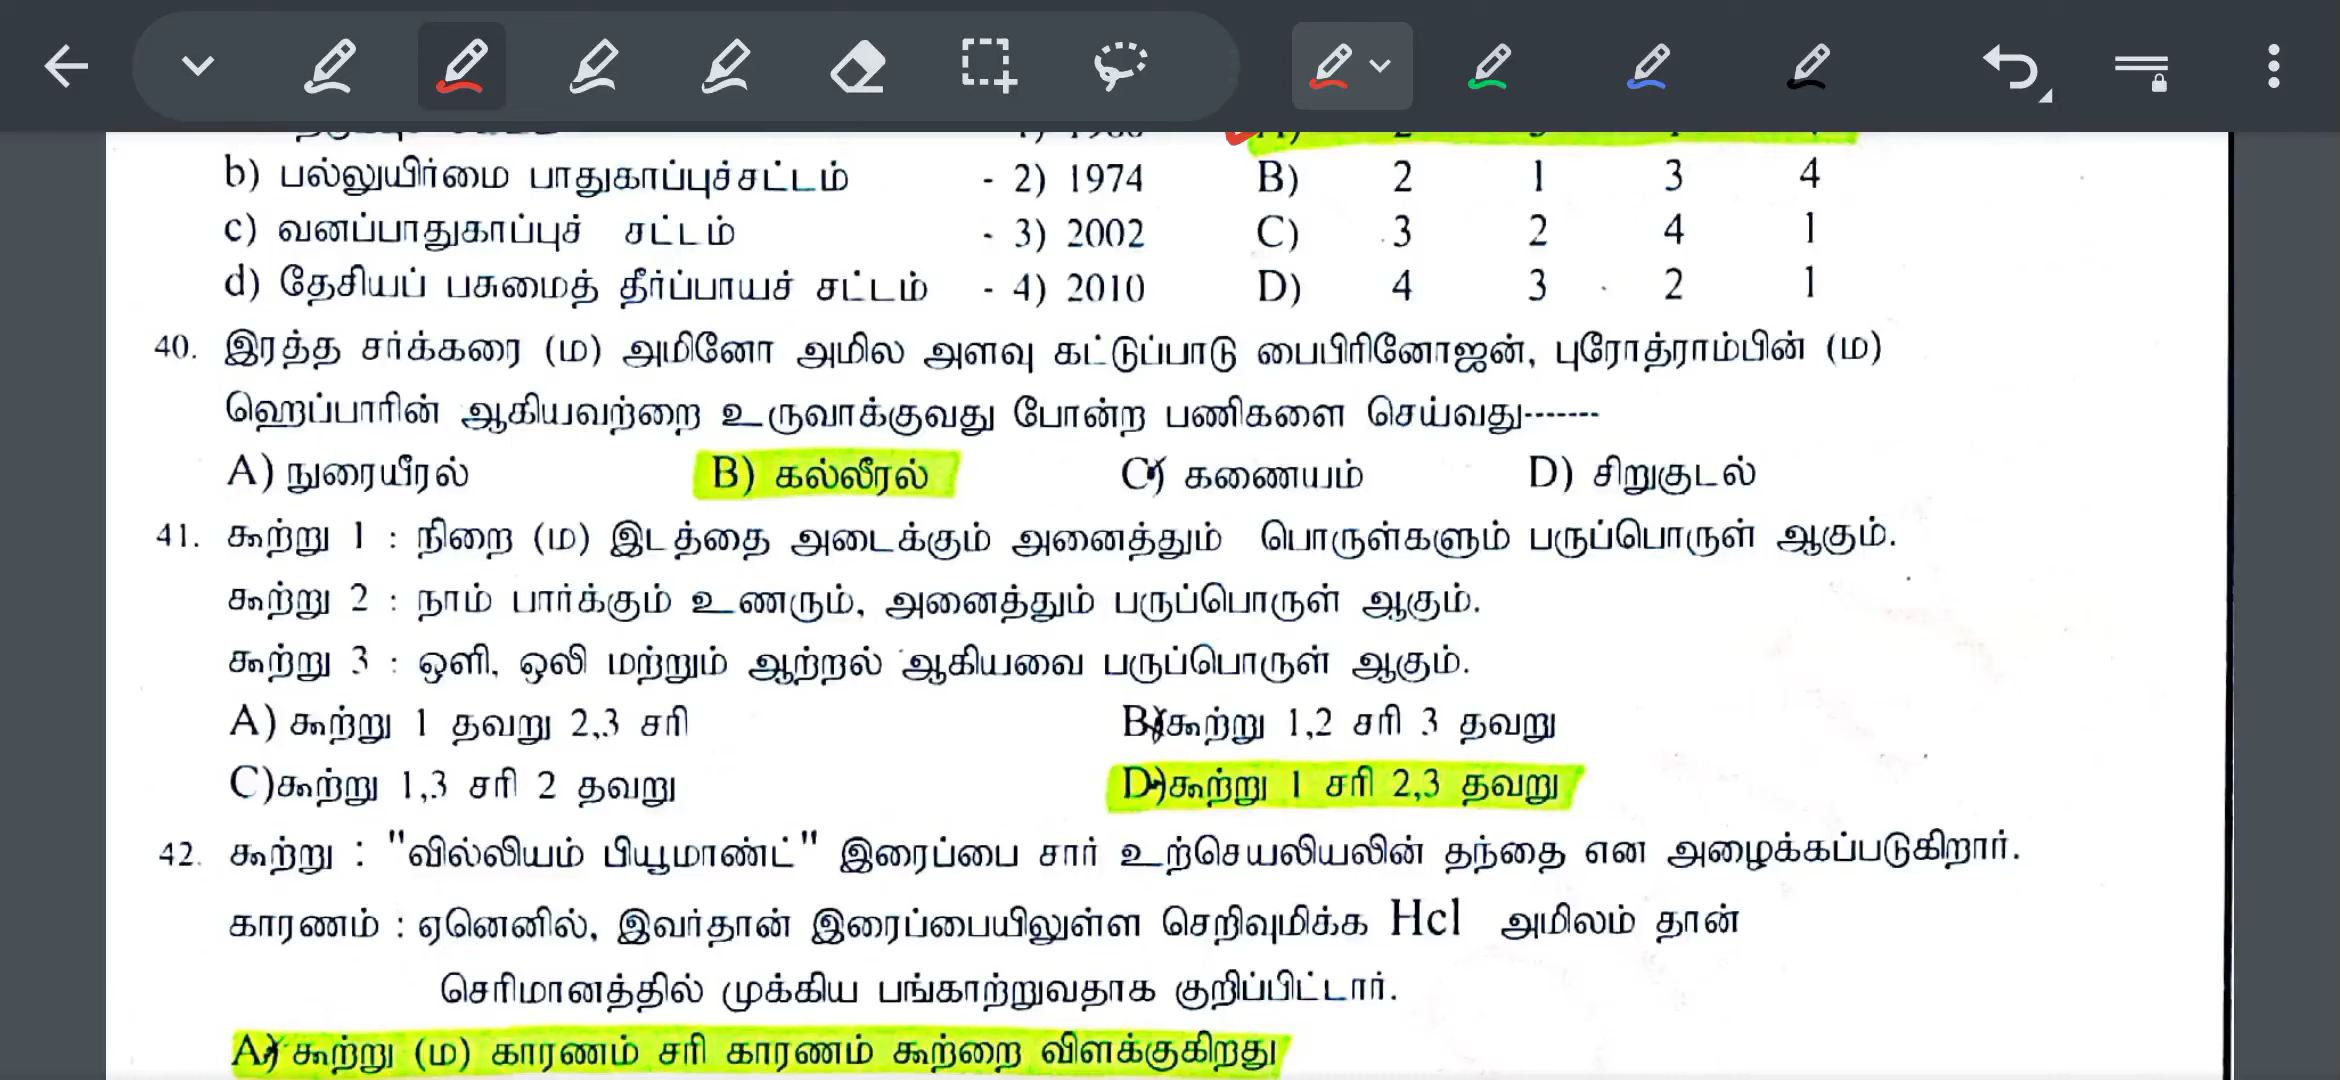 b) பல்லுயிர்மை பாதுகாப்புச்சட்டம் - 2) 1974 B) 2 1 3 4
c) வனப்பாதுகாப்புச் சட்டம் - 3) 2002 C) 3 2 4 1
d) தேசியப் பசுமைத் தீர்ப்பாயச் சட்டம் - 4) 2010 D) 4 3 2 1
40. இரத்த சர்க்கரை (ம) அமினோ அமில அளவு கட்டுப்பாடு பைபிரினோஜன், புரோத்ராம்பின் (ம)
ஹெப்பாரின் ஆகியவற்றை உருவாக்குவது போன்ற பணிகளை செய்வது-------
A) நுரையீரல் B) கல்லீரல் C) கணையம் D) சிறுகுடல்
41. கூற்று 1 : நிறை (ம) இடத்தை அடைக்கும் அனைத்தும் பொருள்களும் பருப்பொருள் ஆகும்.
கூற்று 2 : நாம் பார்க்கும் உணரும், அனைத்தும் பருப்பொருள் ஆகும்.
கூற்று 3 : ஒளி, ஒலி மற்றும் ஆற்றல் ஆகியவை பருப்பொருள் ஆகும்.
A) கூற்று 1 தவறு 2,3 சரி B)கூற்று 1,2 சரி 3 தவறு
C)கூற்று 1,3 சரி 2 தவறு D)கூற்று 1 சரி 2,3 தவறு
42. கூற்று : "வில்லியம் பியூமாண்ட்" இரைப்பை சார் உற்செயலியலின் தந்தை என அழைக்கப்படுகிறார்.
காரணம் : ஏனெனில், இவர்தான் இரைப்பையிலுள்ள செறிவுமிக்க Hcl அமிலம் தான்
செரிமானத்தில் முக்கிய பங்காற்றுவதாக குறிப்பிட்டார்.
A) கூற்று (ம) காரணம் சரி காரணம் கூற்றை விளக்குகிறது